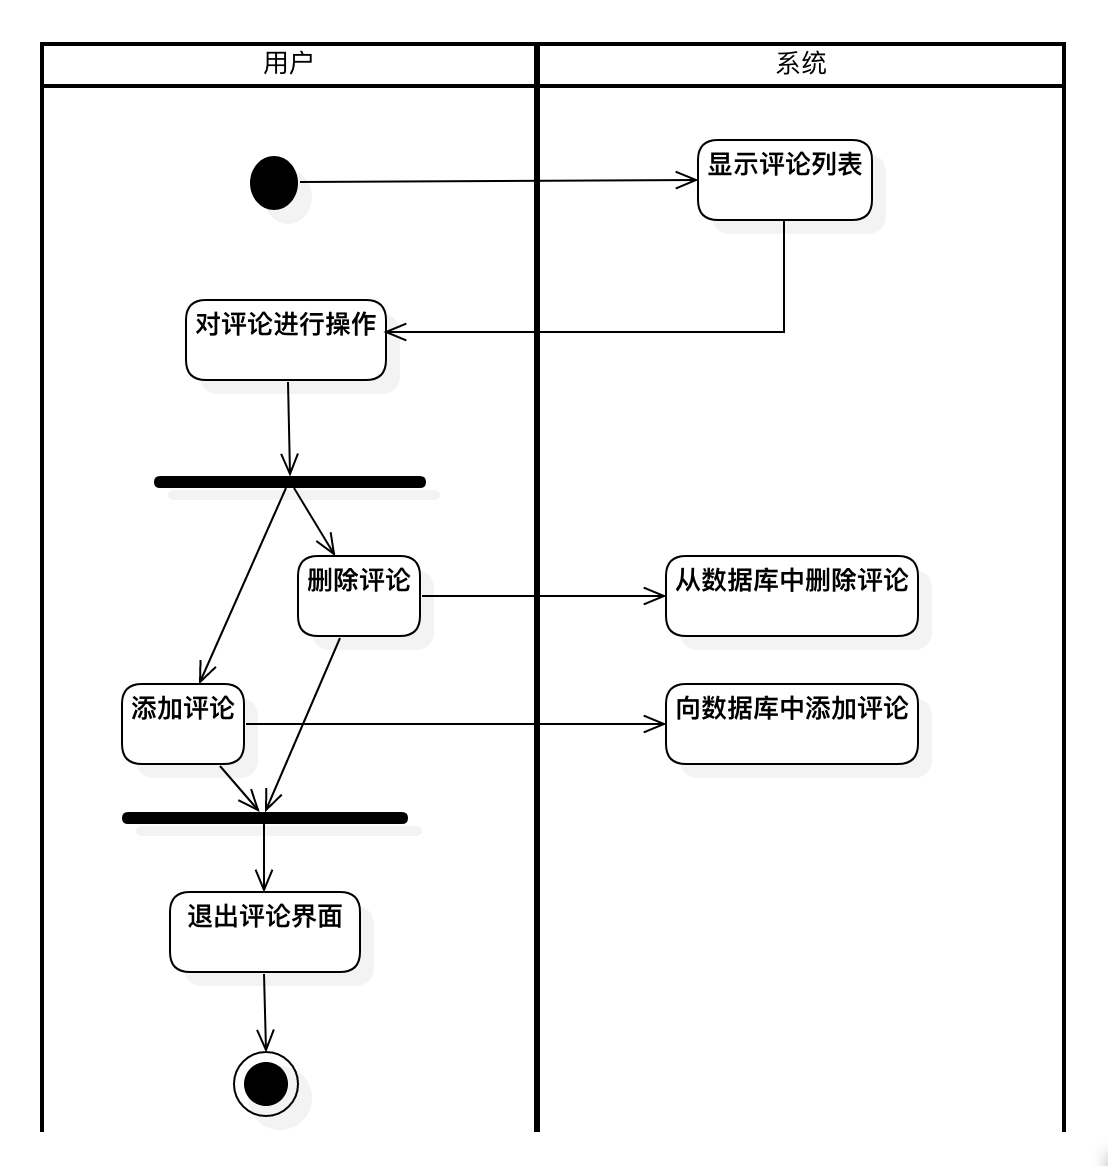 用户
系统
显示评论列表
对评论进行操作
删除评论
从数据库中删除评论
添加评论
向数据库中添加评论
退出评论界面